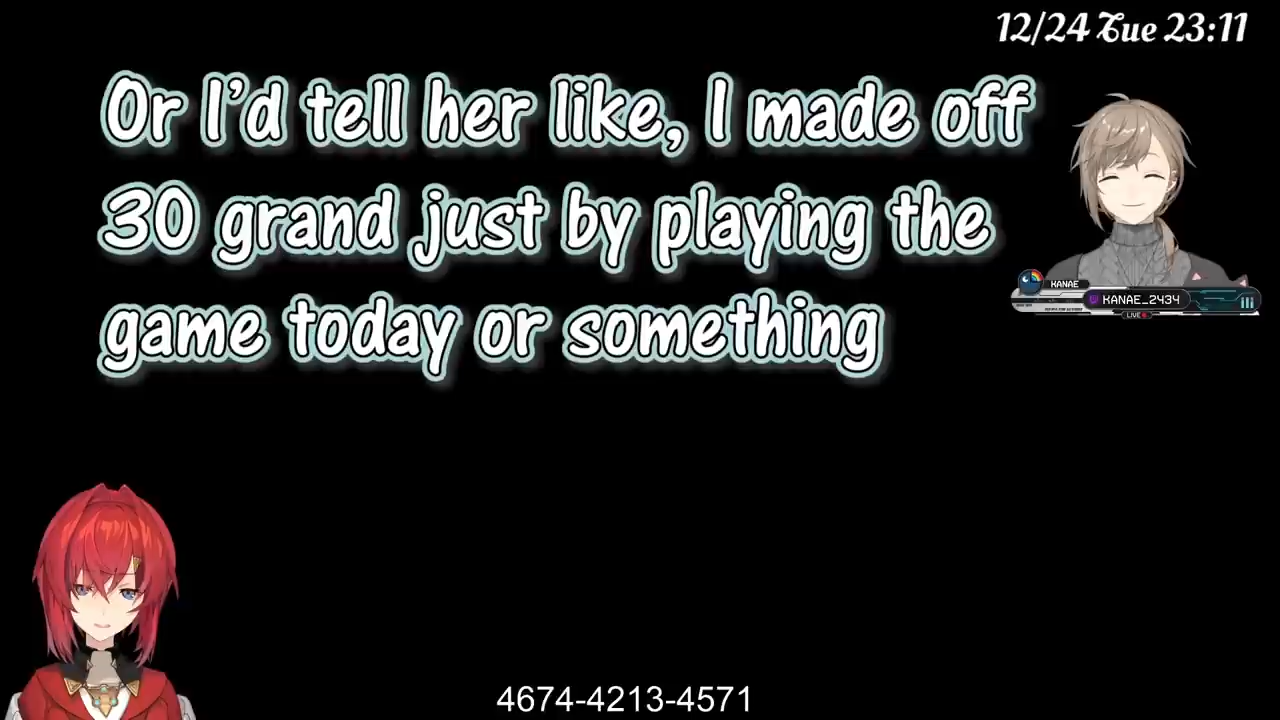 12/24 Tue 23:11
Or I'd tell her like, I made off
30 grand just by playing the
game today or something
KANAE
KANAE_2434
LIVE
4674-4213-4571